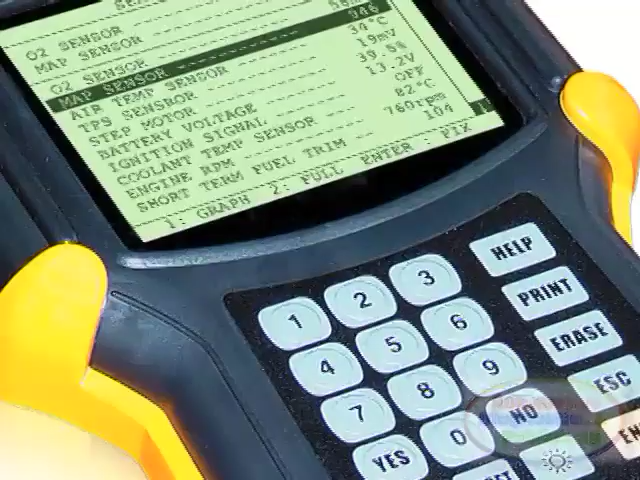 O2 SENSOR
MAP SENSOR
O2 SENSOR
MAP SENSOR 946
AIR TEMP SENSOR 34°C
TPS SENSROR 19mv
STEP MOTOR 39.5%
BATTERY VOLTAGE 13.2V
IGNITION SIGNAL OFF
COOLANT TEMP SENSOR 82°C
ENGINE RPM 760rpm
SHORT TERM FUEL TRIM 104
1: GRAPH 2: FULL ENTER : FIX
1 2 3 HELP
4 5 6 PRINT
7 8 9 ERASE
YES 0 NO ESC